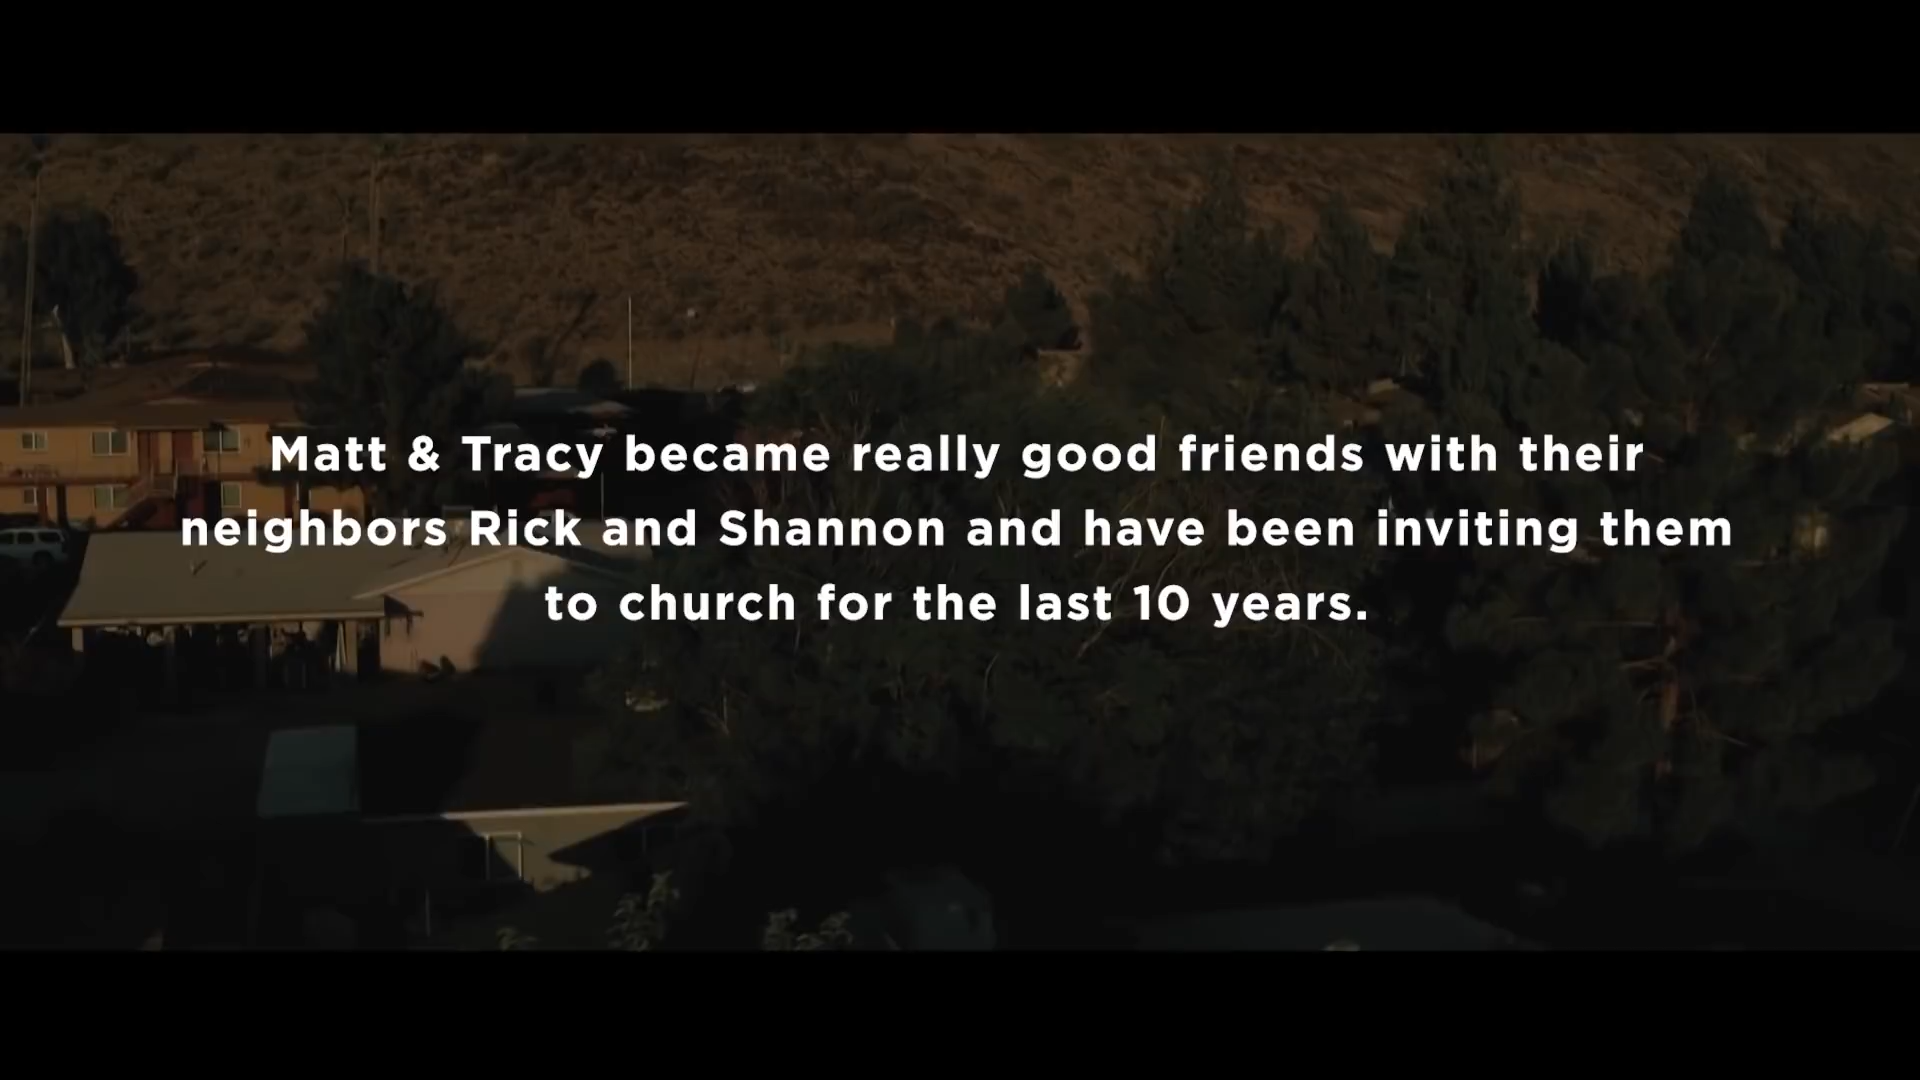 Matt & Tracy became really good friends with their
neighbors Rick and Shannon and have been inviting them
to church for the last 10 years.